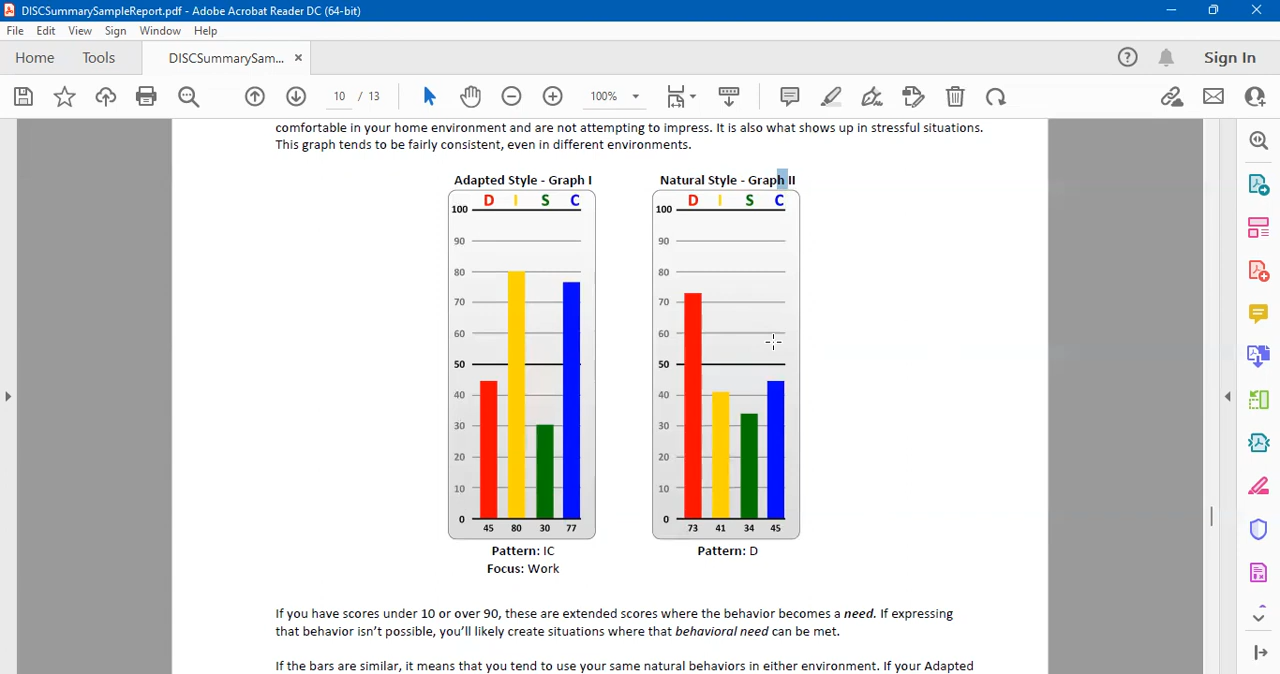 DISCSummarySampleReport.pdf - Adobe Acrobat Reader DC (64-bit)
File Edit View Sign Window Help
Home Tools DISCSummarySam... × Sign In
10 / 13 100%
comfortable in your home environment and are not attempting to impress. It is also what shows up in stressful situations.
This graph tends to be fairly consistent, even in different environments.
Adapted Style - Graph I
D I S C
100
90
80
70
60
50
40
30
20
10
0
45 80 30 77
Pattern: IC
Focus: Work
Natural Style - Graph II
D I S C
100
90
80
70
60
50
40
30
20
10
0
73 41 34 45
Pattern: D
If you have scores under 10 or over 90, these are extended scores where the behavior becomes a need. If expressing
that behavior isn't possible, you'll likely create situations where that behavioral need can be met.
If the bars are similar, it means that you tend to use your same natural behaviors in either environment. If your Adapted